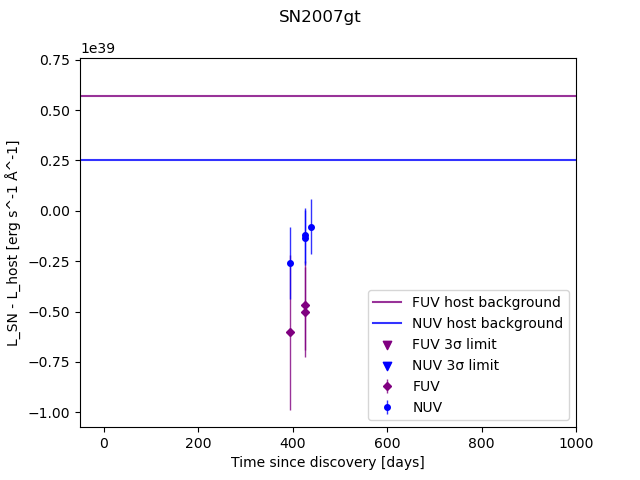 SN2007gt
1e39
0.75
0.50
0.25
0.00
−0.25
−0.50
−0.75
−1.00
L_SN - L_host [erg s^-1 Å^-1]
FUV host background
NUV host background
FUV 3σ limit
NUV 3σ limit
FUV
NUV
0 200 400 600 800 1000
Time since discovery [days]